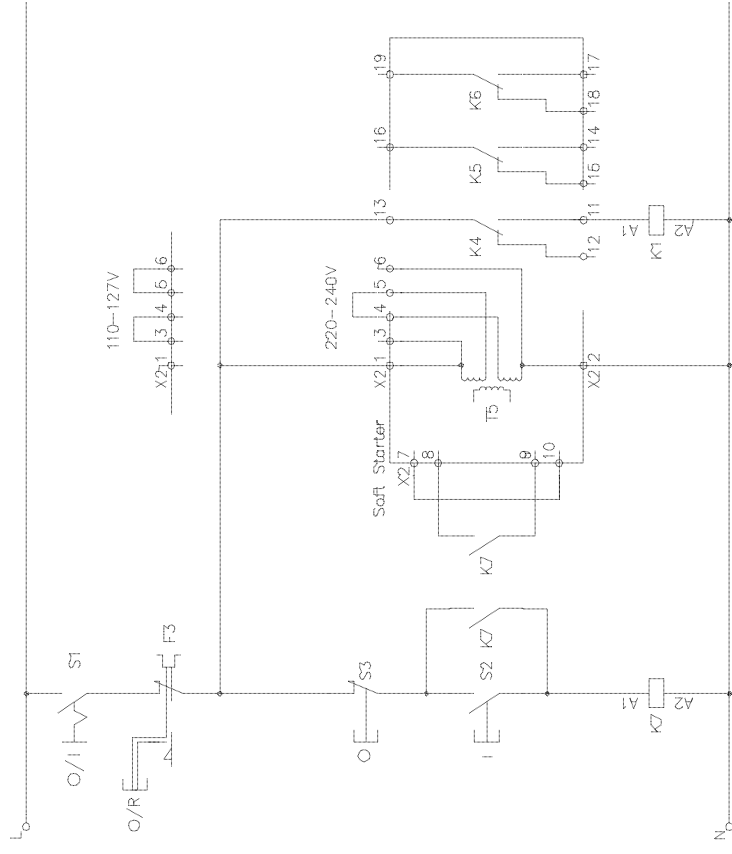 L
O/I
S1
O/R
F3
110-127V
X2
1
3
4
5
6
O
S3
Soft Starter
X2
7
8
9
10
220-240V
X2
1
3
4
5
6
13
16
19
I
S2
K7
K7
T5
K4
K5
K6
X2
2
12
11
15
14
18
17
A1
K7
A2
A1
K1
A2
N